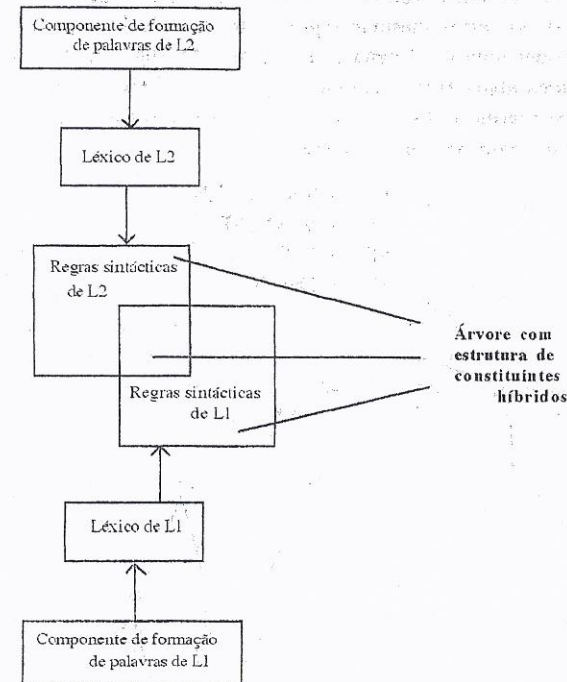 Componente de formação
de palavras de L2
Léxico de L2
Regras sintácticas
de L2
Regras sintácticas
de L1
Árvore com
estrutura de
constituintes
híbridos
Léxico de L1
Componente de formação
de palavras de L1